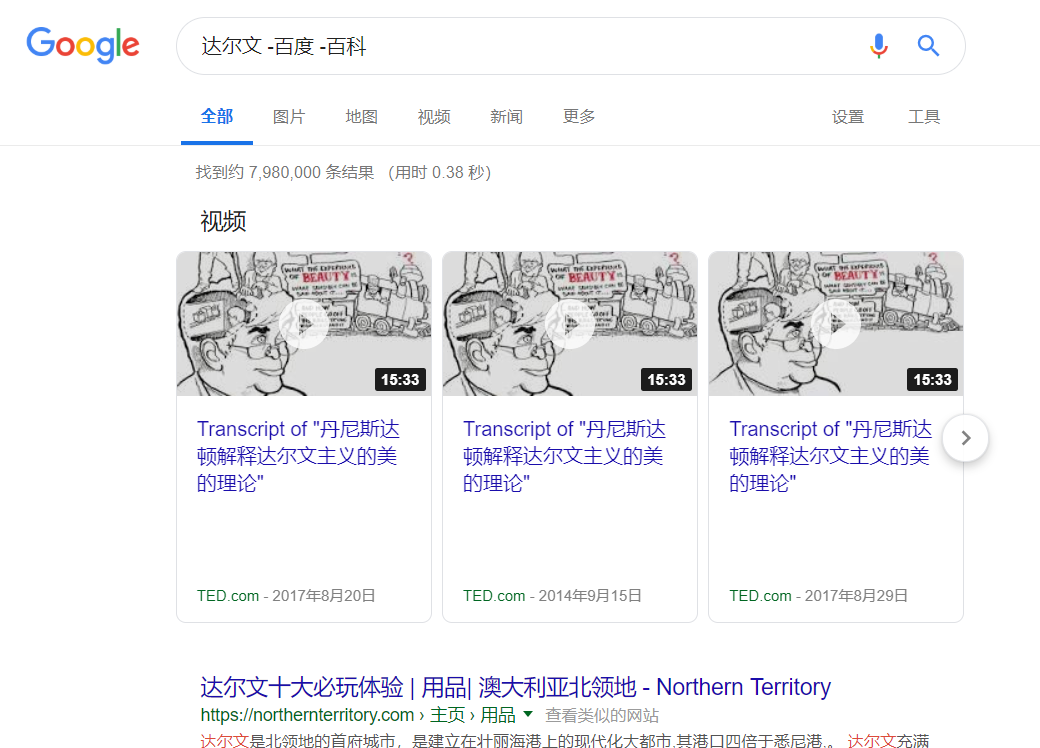 Google
达尔文 -百度 -百科
全部 图片 地图 视频 新闻 更多 设置 工具
找到约 7,980,000 条结果 （用时 0.38 秒）
视频
WHAT THE EXPERIENCE
OF BEAUTY IS
15:33
15:33
15:33
Transcript of "丹尼斯达
顿解释达尔文主义的美
的理论"
TED.com - 2017年8月20日
Transcript of "丹尼斯达
顿解释达尔文主义的美
的理论"
TED.com - 2014年9月15日
Transcript of "丹尼斯达
顿解释达尔文主义的美
的理论"
TED.com - 2017年8月29日
达尔文十大必玩体验 | 用品| 澳大利亚北领地 - Northern Territory
https://northernterritory.com › 主页 › 用品 查看类似的网站
达尔文是北领地的首府城市，是建立在壮丽海港上的现代化大都市,其港口四倍于悉尼港.。 达尔文充满